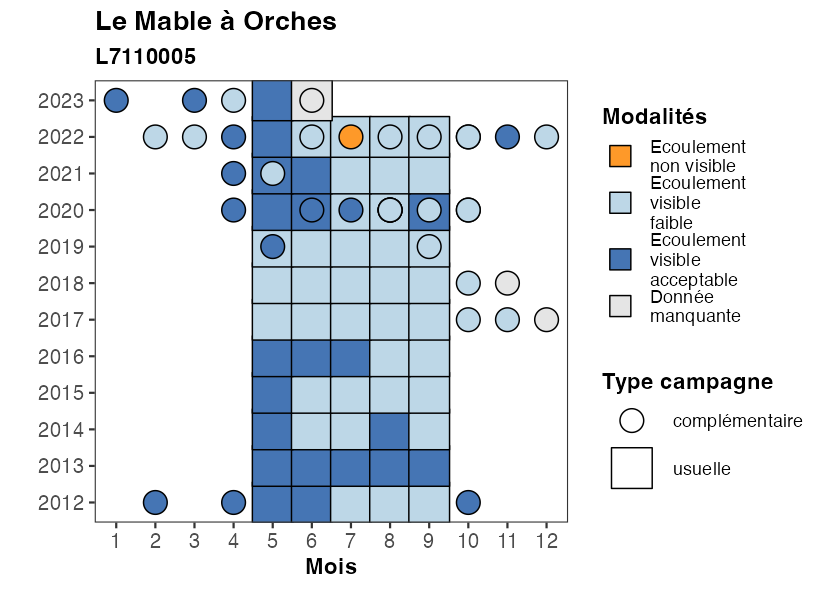 Le Mable à Orches
L7110005
2023
2022
2021
2020
2019
2018
2017
2016
2015
2014
2013
2012
1 2 3 4 5 6 7 8 9 10 11 12
Mois
Modalités
Ecoulement
non visible
Ecoulement
visible
faible
Ecoulement
visible
acceptable
Donnée
manquante
Type campagne
complémentaire
usuelle